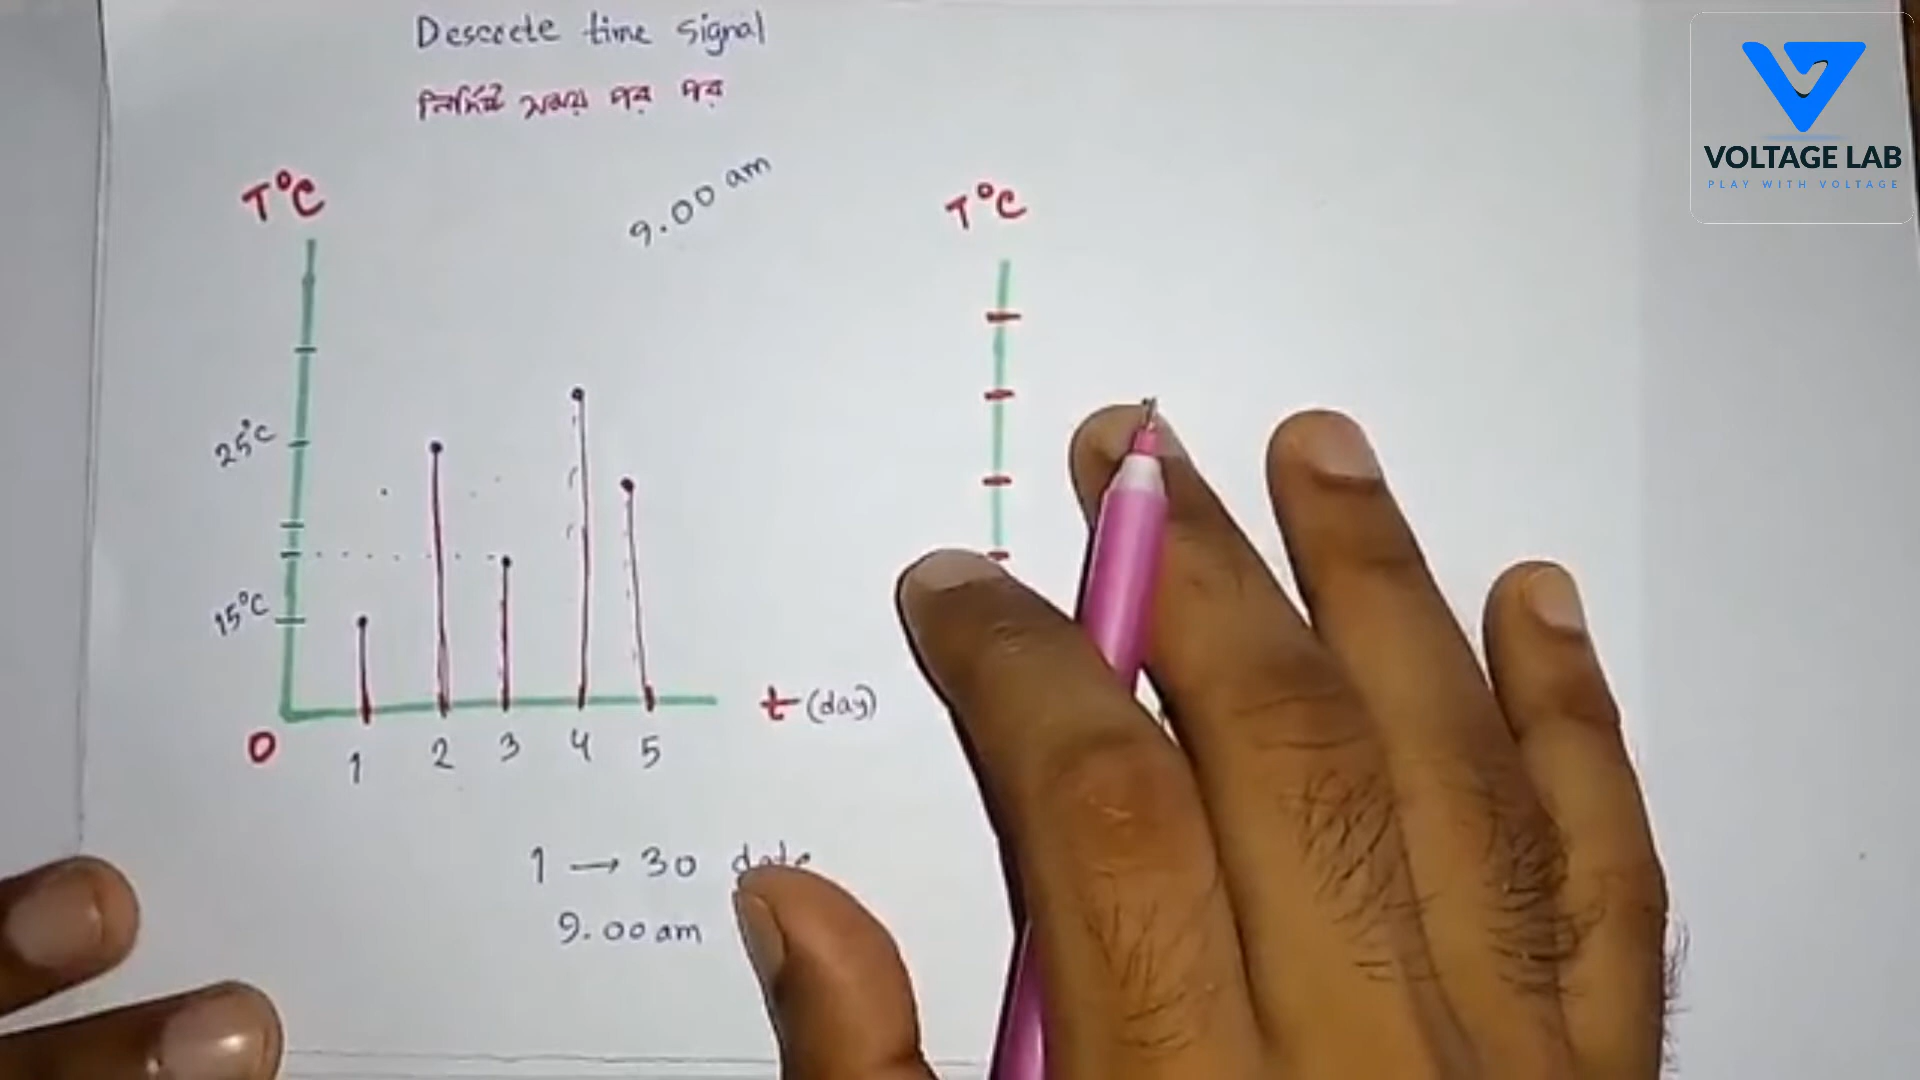 Descrete time signal
নির্দিষ্ট সময় পর পর
9.00 am
T°C
T°C
25°C
15°C
t (day)
0
1 2 3 4 5
1 → 30 date
9.00 am
VOLTAGE LAB
PLAY WITH VOLTAGE